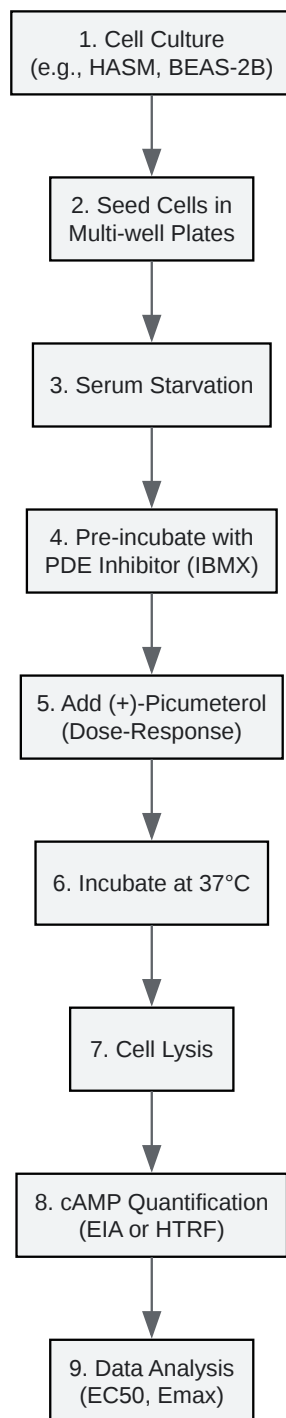 1. Cell Culture
(e.g., HASM, BEAS-2B)
2. Seed Cells in
Multi-well Plates
3. Serum Starvation
4. Pre-incubate with
PDE Inhibitor (IBMX)
5. Add (+)-Picumeterol
(Dose-Response)
6. Incubate at 37°C
7. Cell Lysis
8. cAMP Quantification
(EIA or HTRF)
9. Data Analysis
(EC50, Emax)